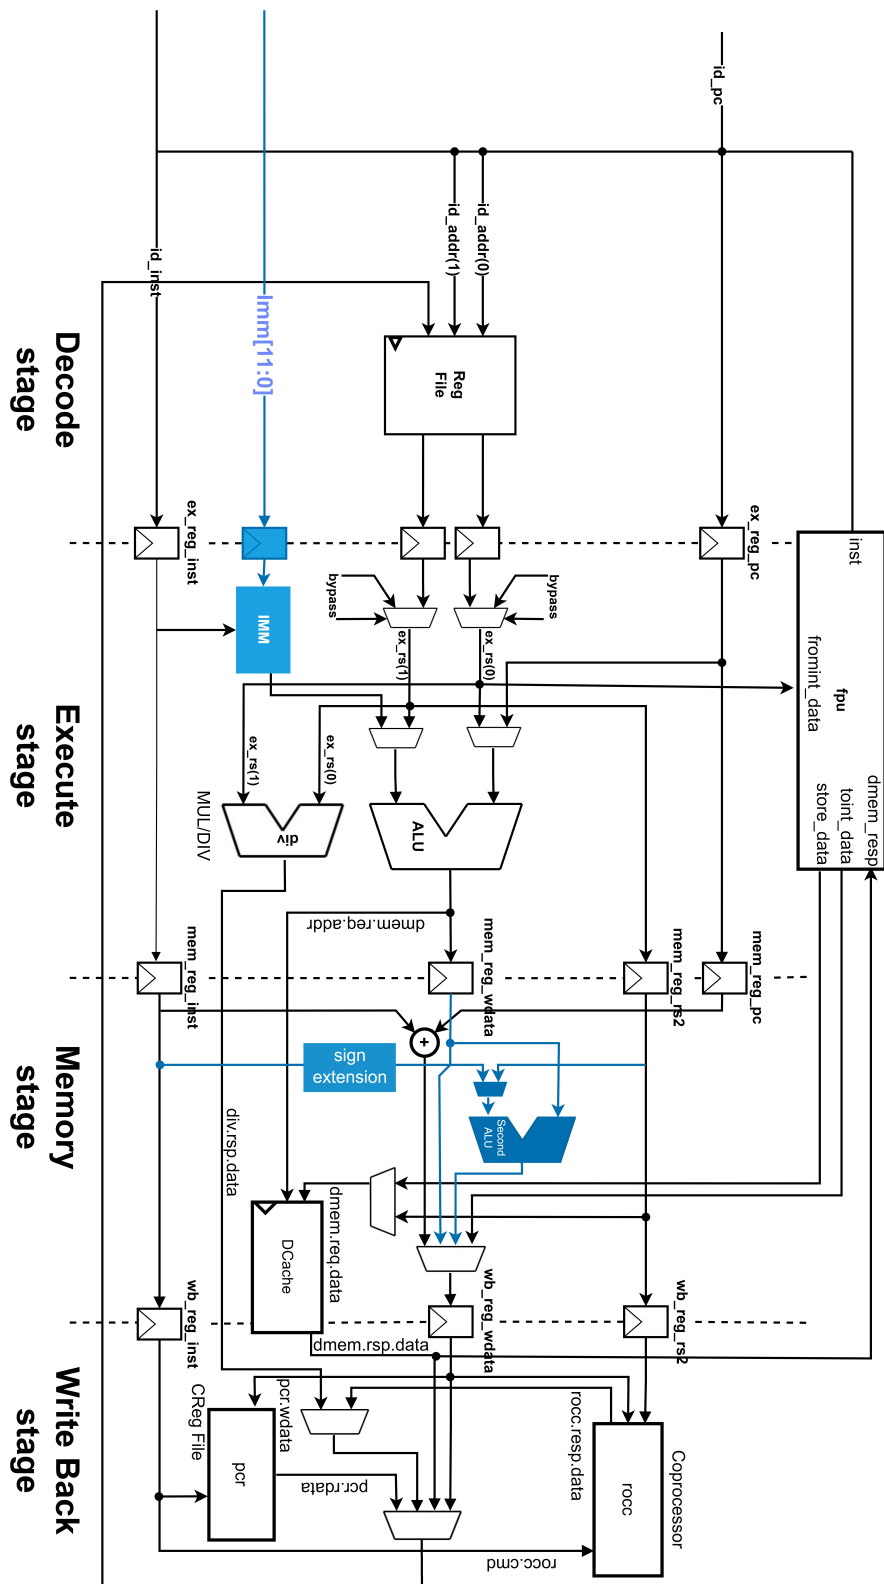 id_pc
id_inst
id_addr(1)
id_addr(0)
Imm[11:0]
Decode
stage
Reg
File
ex_reg_inst
ex_reg_pc
inst
fromint_data
fpu
dmem_resp
toint_data
store_data
bypass
bypass
IMM
ex_rs(1)
ex_rs(0)
Execute
stage
ex_rs(1)
ex_rs(0)
MUL/DIV
div
ALU
dmem.req.addr
mem_reg_inst
mem_reg_wdata
mem_reg_rs2
mem_reg_pc
+
sign
extension
Second
ALU
Memory
stage
div.rsp.data
dmem.req.data
DCache
dmem.rsp.data
wb_reg_inst
wb_reg_wdata
wb_reg_rs2
Write Back
stage
CReg File
pcr
pcr.wdata
pcr.rdata
rocc.resp.data
rocc
Coprocessor
rocc.cmd